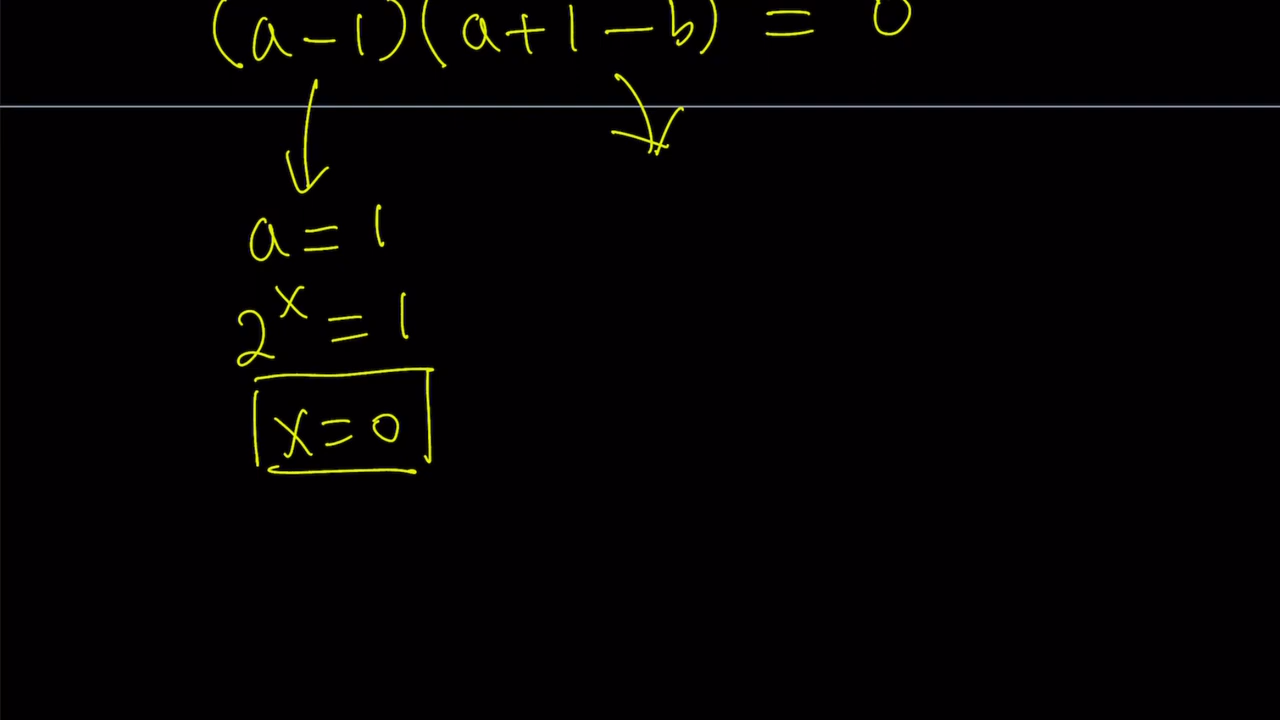 (a-1)(a+1-b) = 0
a = 1
2^x = 1
x = 0